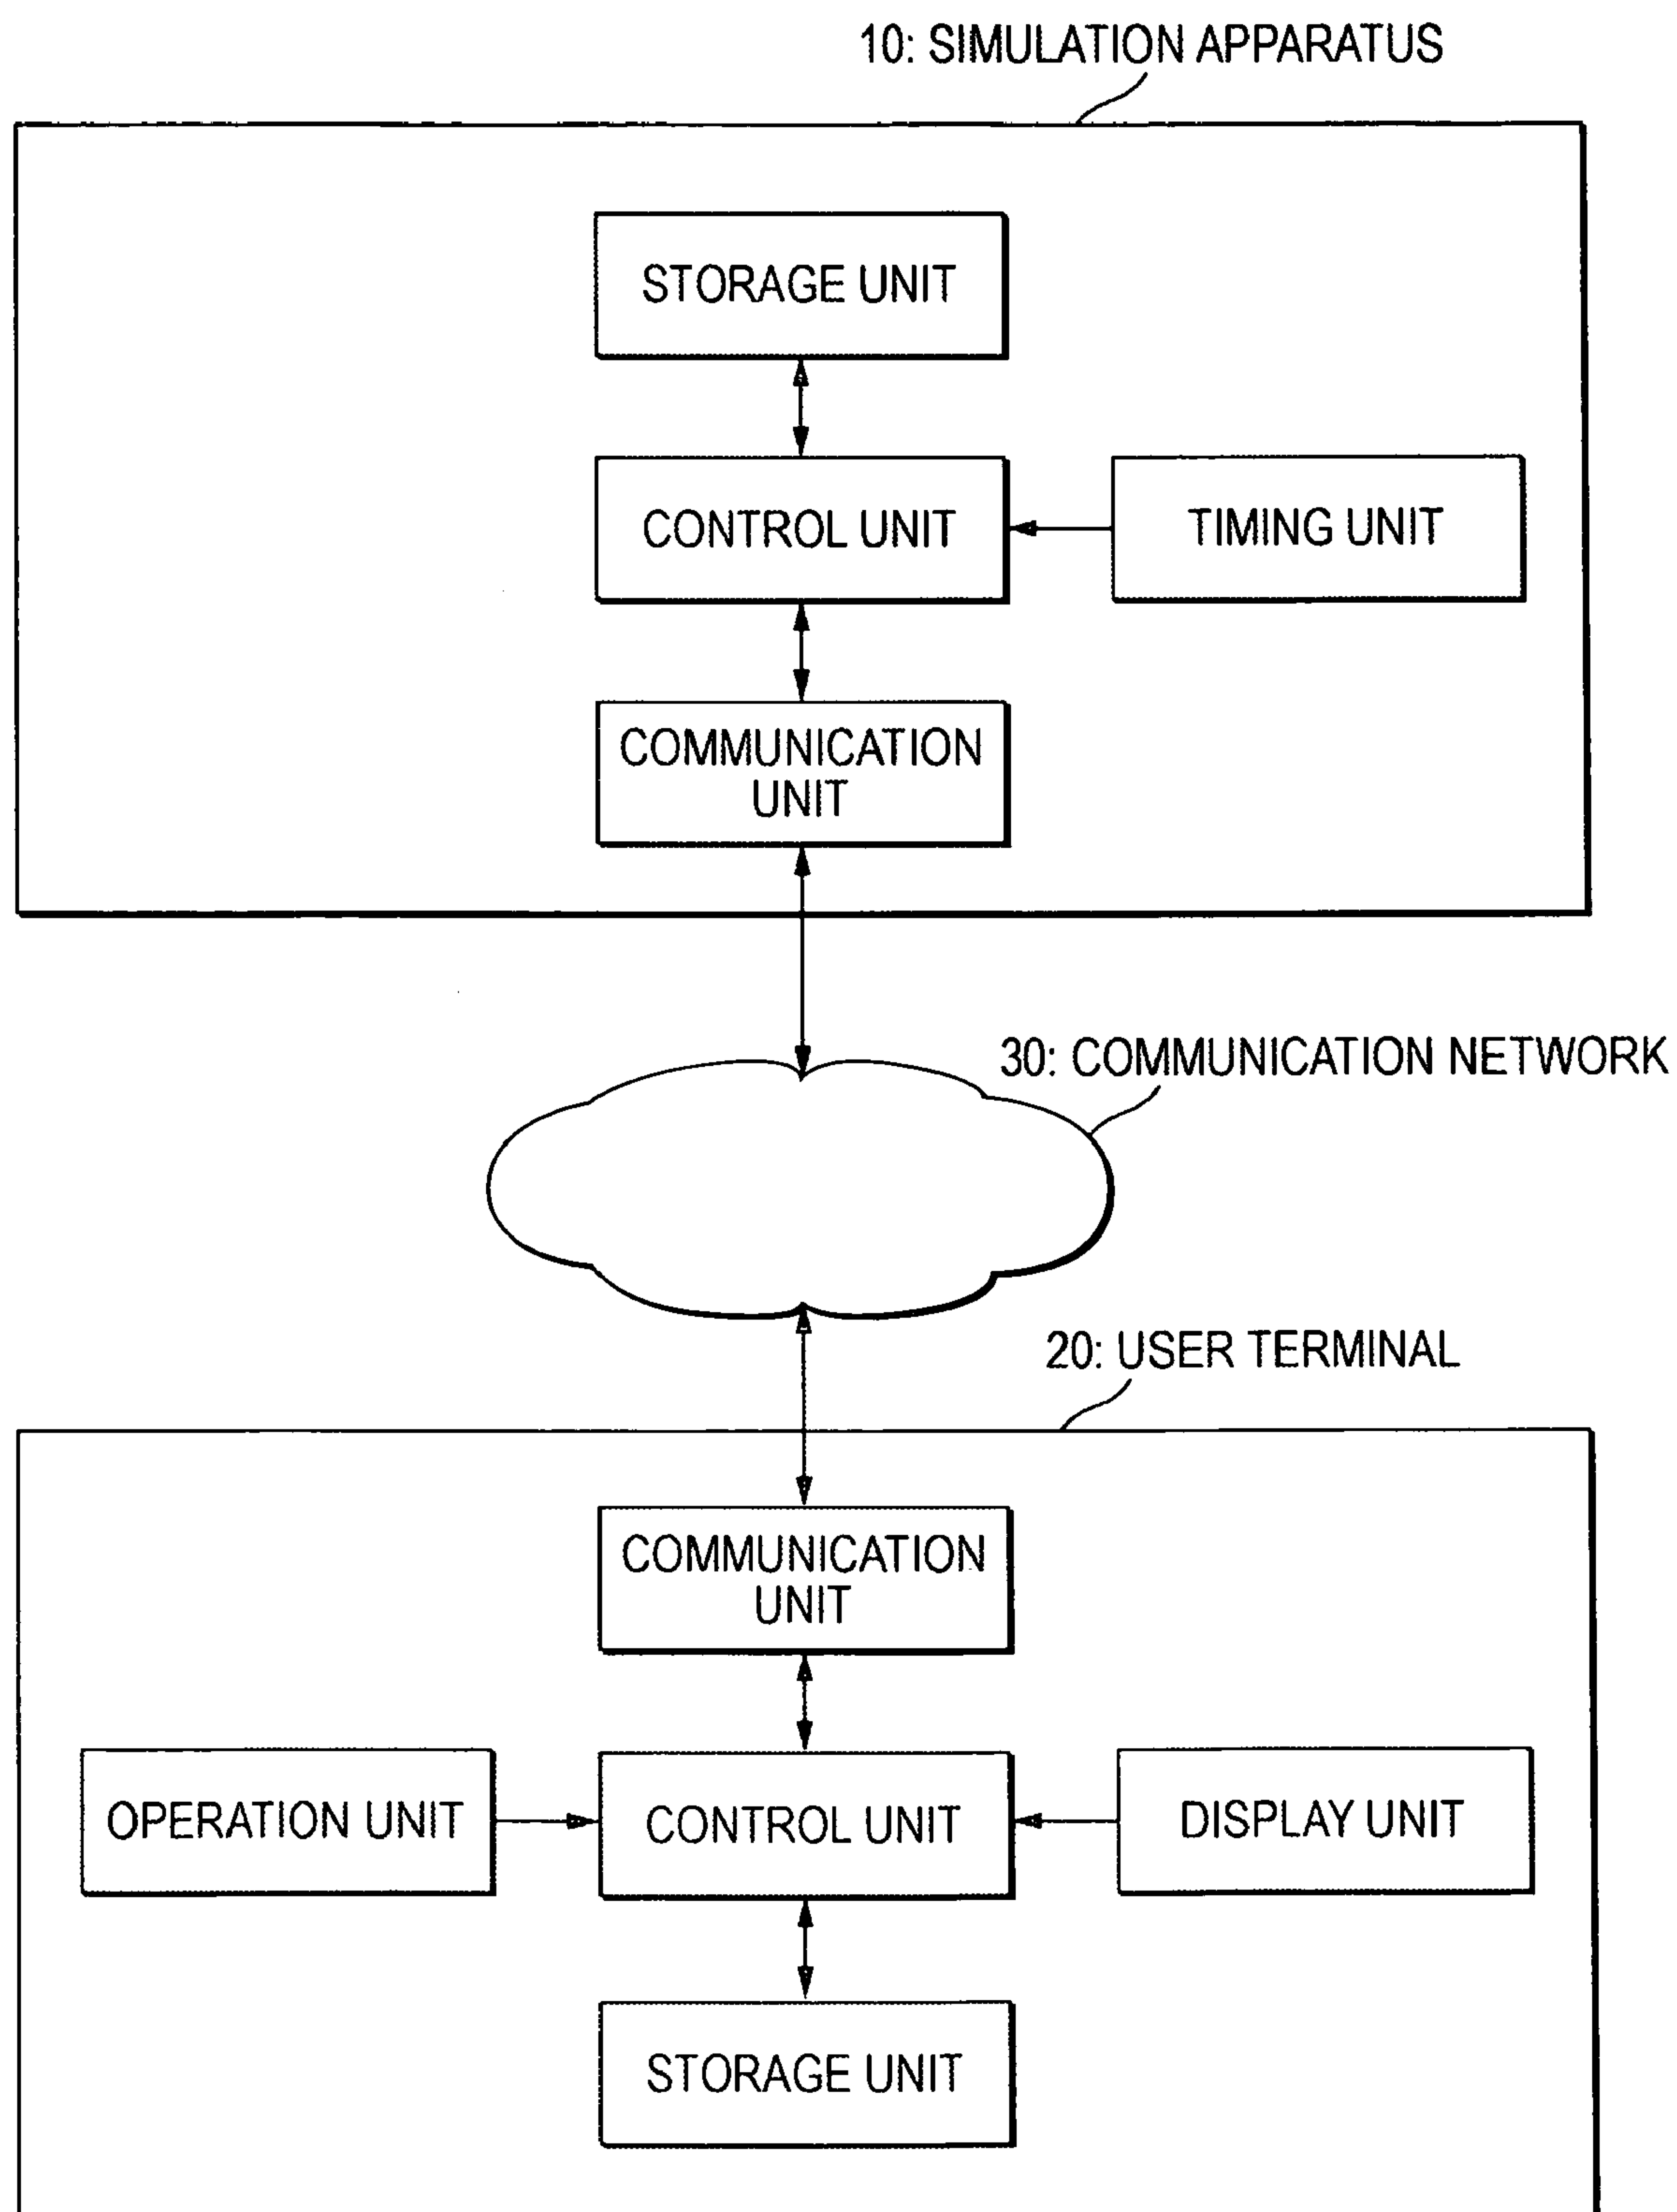 10: SIMULATION APPARATUS
STORAGE UNIT
CONTROL UNIT
TIMING UNIT
COMMUNICATION
UNIT
30: COMMUNICATION NETWORK
20: USER TERMINAL
COMMUNICATION
UNIT
OPERATION UNIT
CONTROL UNIT
DISPLAY UNIT
STORAGE UNIT